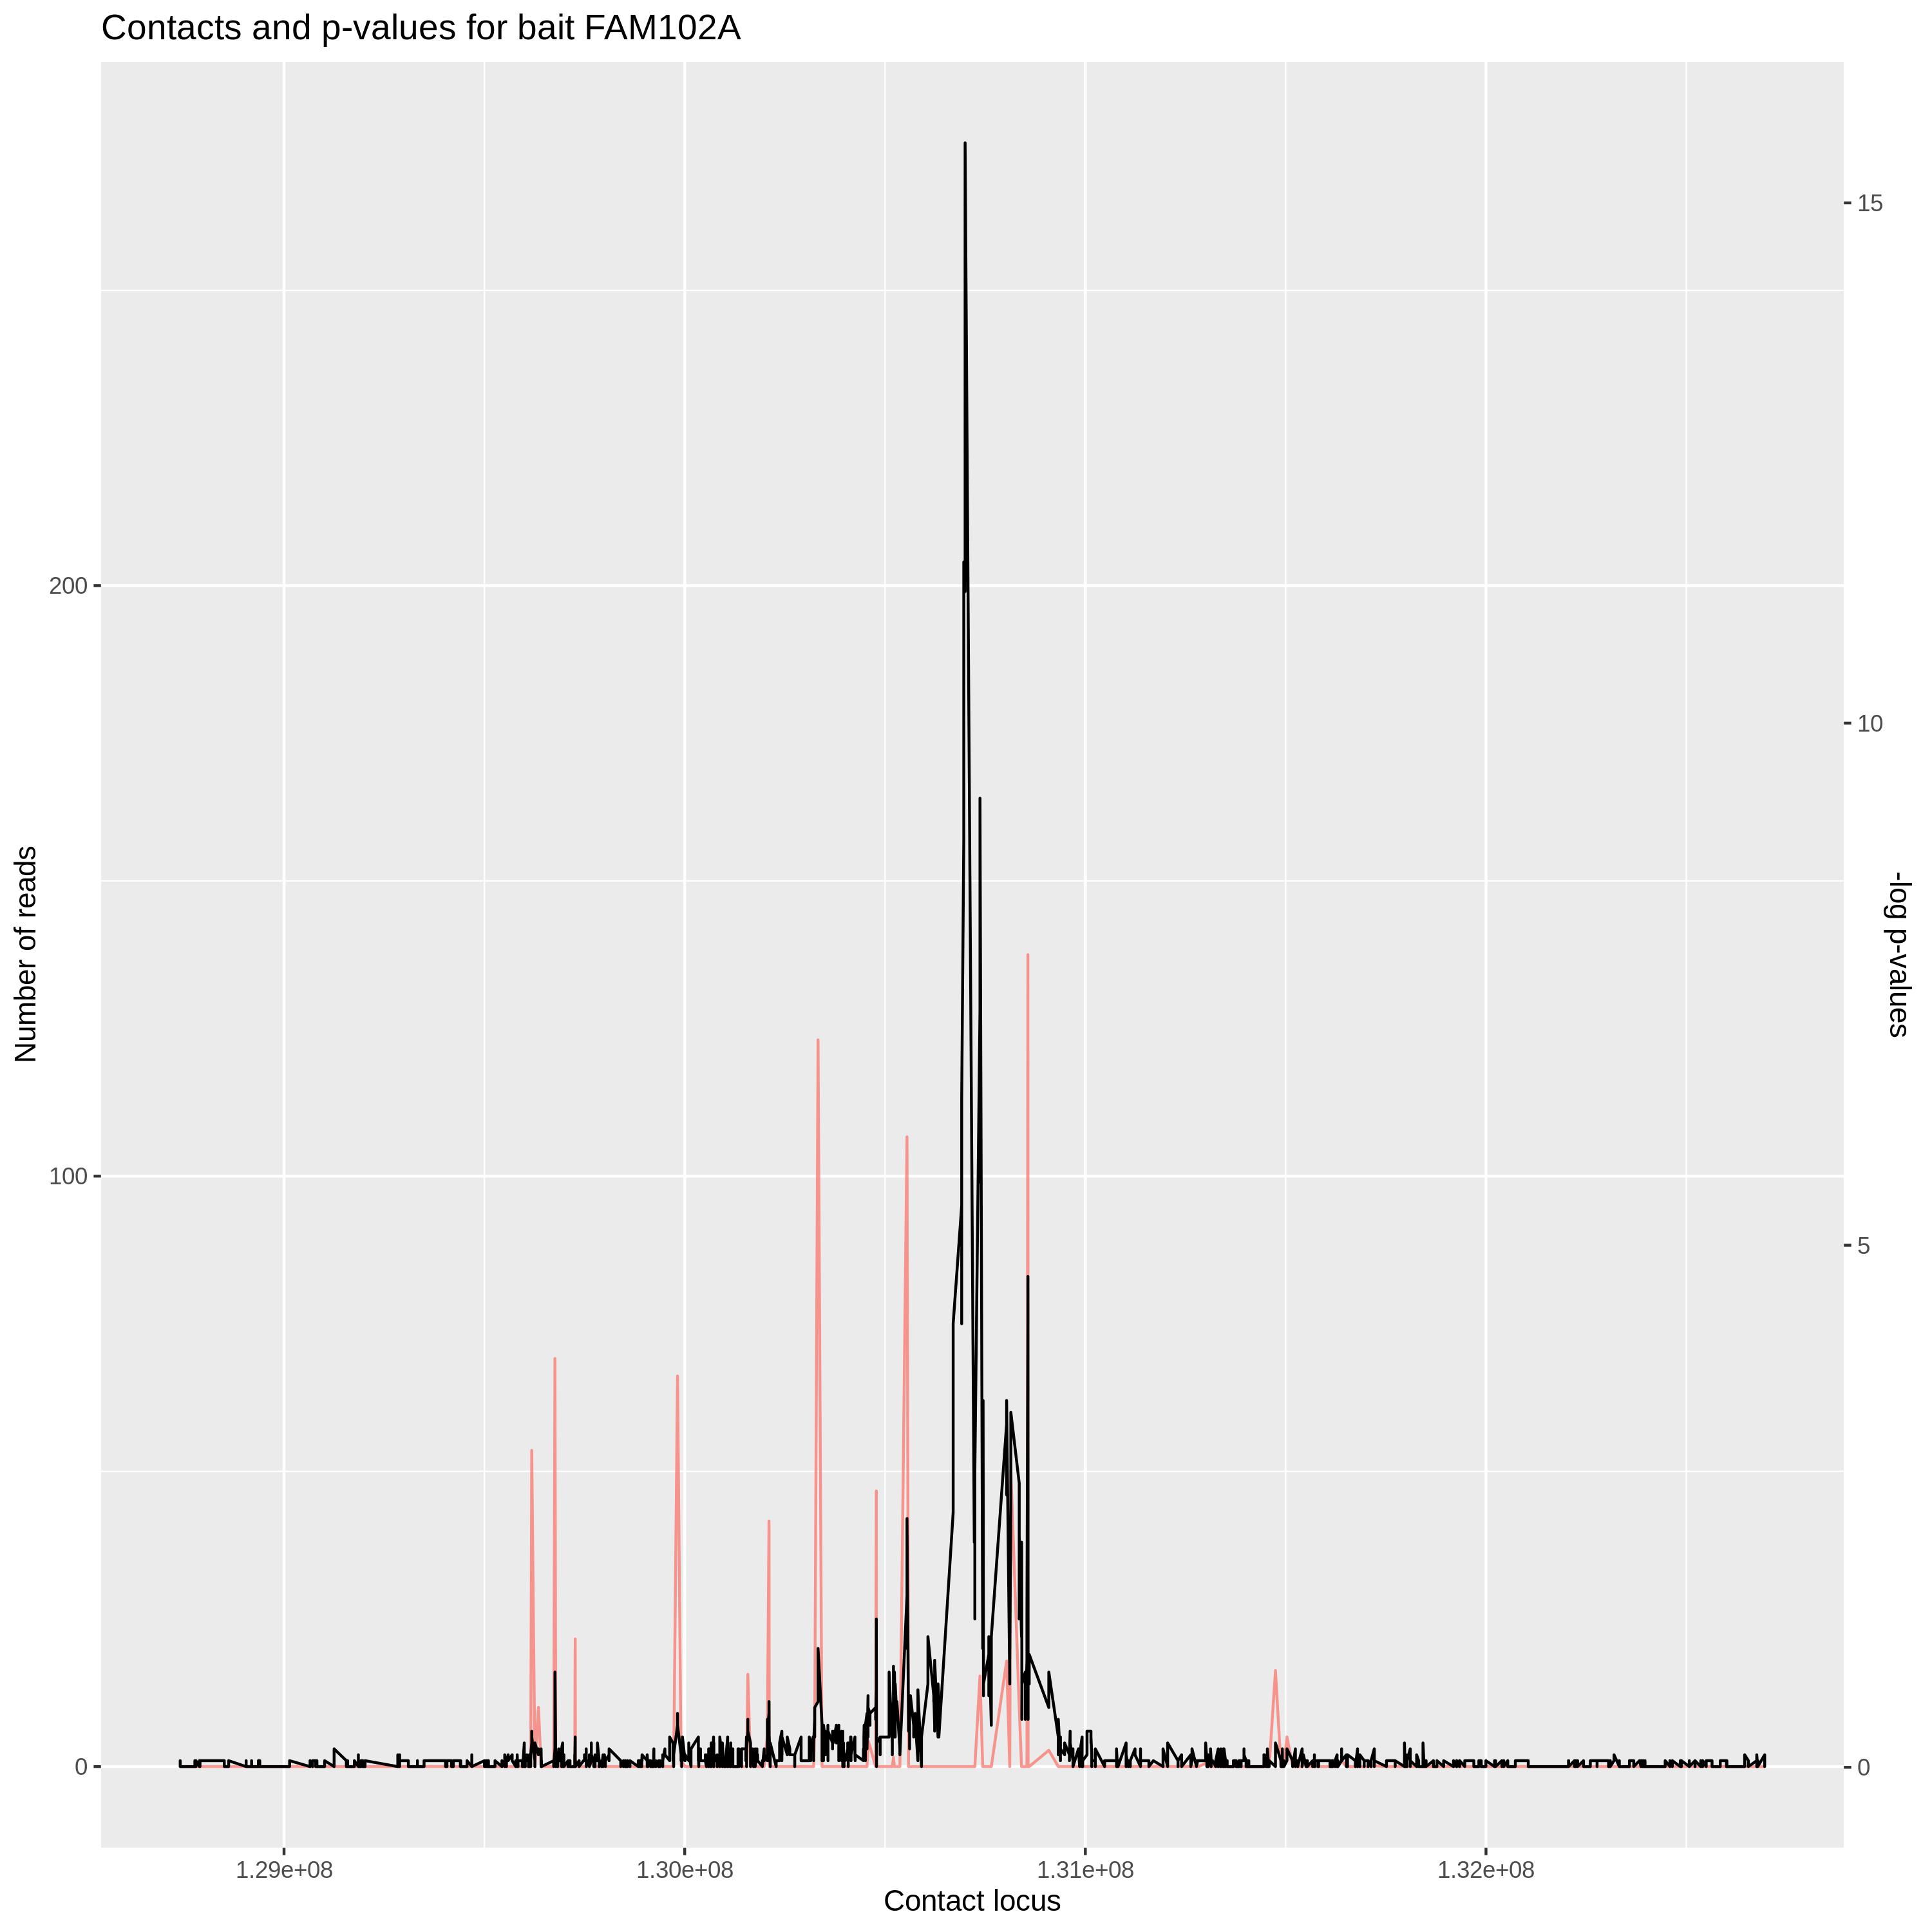 Contacts and p-values for bait FAM102A
Number of reads
200
100
0
15
10
5
0
-log p-values
1.29e+08
1.30e+08
1.31e+08
1.32e+08
Contact locus